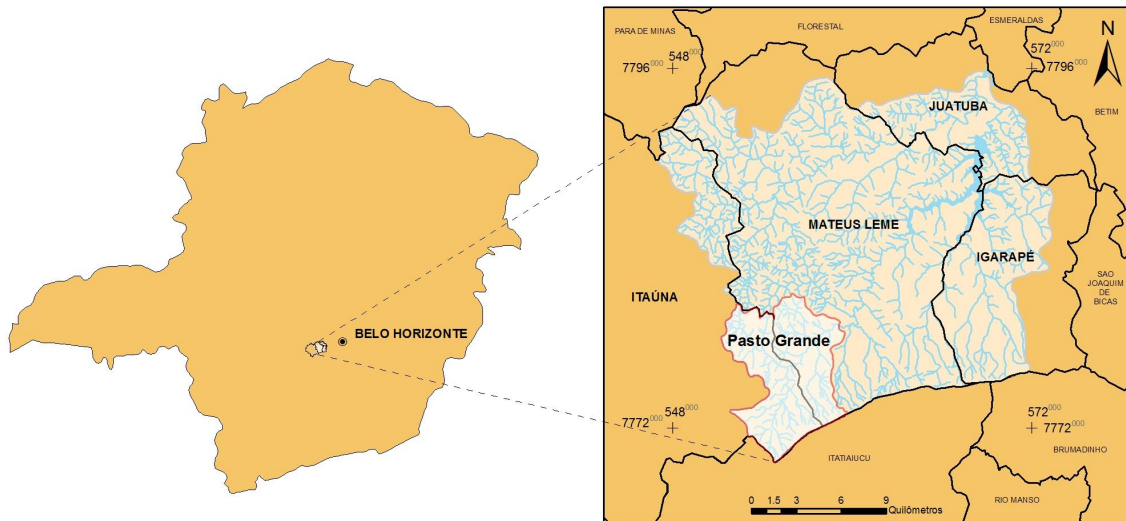 BELO HORIZONTE
PARA DE MINAS
FLORESTAL
ESMERALDAS
N
548000
7796000
572000
7796000
BETIM
JUATUBA
MATEUS LEME
IGARAPÉ
ITAÚNA
SAO
JOAQUIM
DE
BICAS
Pasto Grande
548000
7772000
572000
7772000
ITATIAIUCU
BRUMADINHO
RIO MANSO
0 1.5 3 6 9
Quilômetros